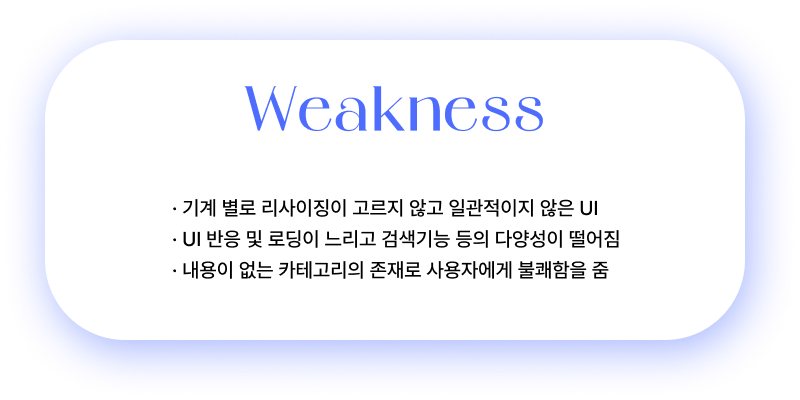 Weakness
· 기계 별로 리사이징이 고르지 않고 일관적이지 않은 UI
· UI 반응 및 로딩이 느리고 검색기능 등의 다양성이 떨어짐
· 내용이 없는 카테고리의 존재로 사용자에게 불쾌함을 줌